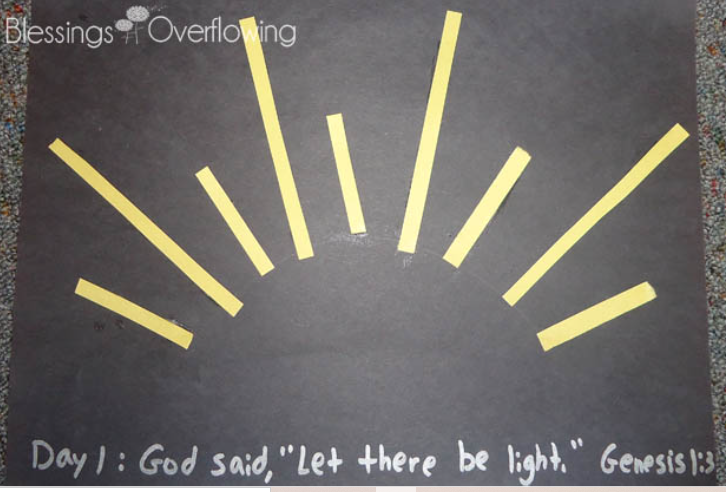 Blessings Overflowing
Day 1: God said, "Let there be light." Genesis 1:3